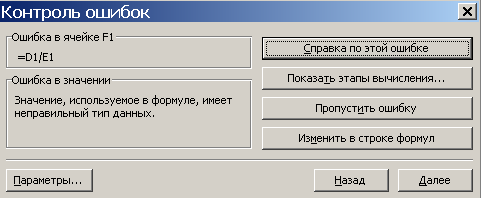 Контроль ошибок
Ошибка в ячейке F1
=D1/E1
Справка по этой ошибке
Ошибка в значении
Показать этапы вычисления...
Значение, используемое в формуле, имеет
неправильный тип данных.
Пропустить ошибку
Изменить в строке формул
Параметры...
Назад
Далее